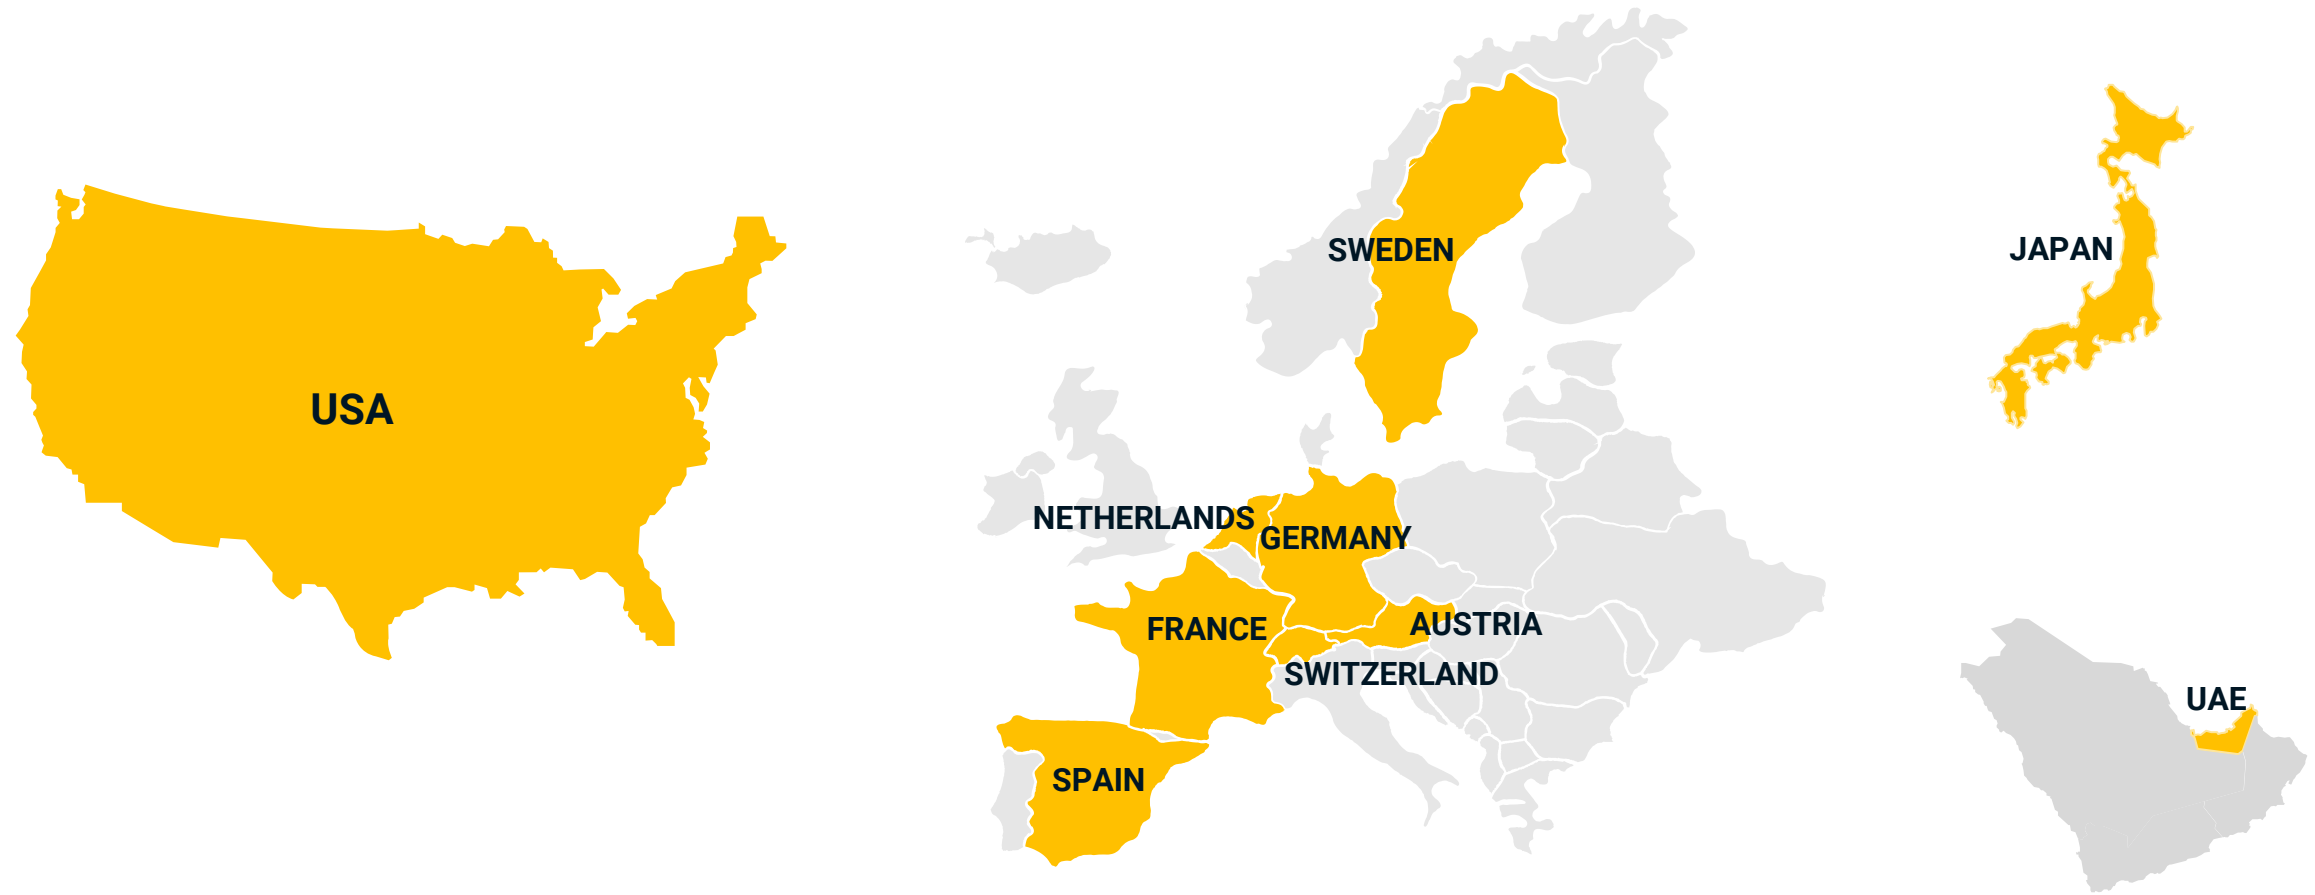 USA
SWEDEN
NETHERLANDS
GERMANY
FRANCE
AUSTRIA
SWITZERLAND
SPAIN
JAPAN
UAE